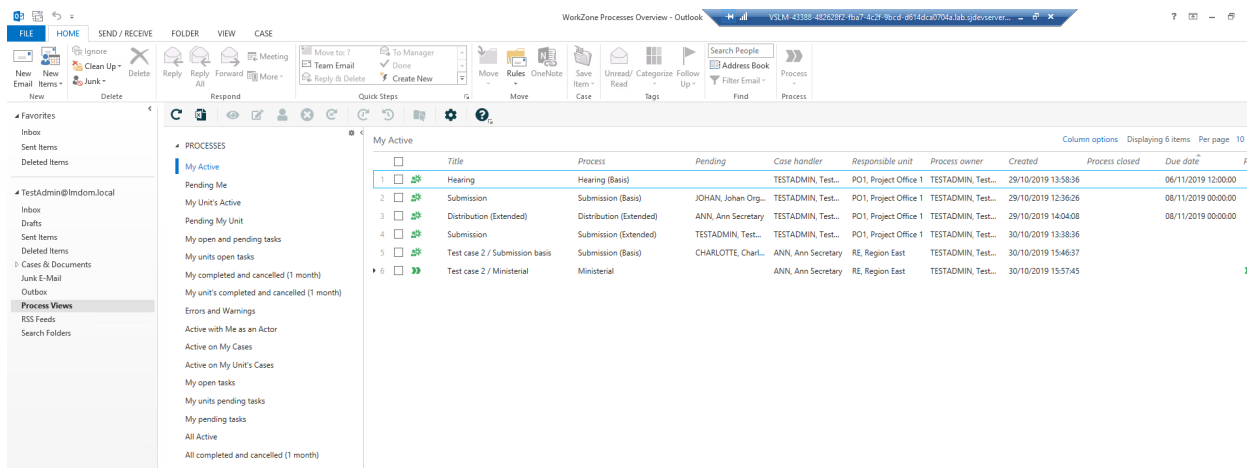 WorkZone Processes Overview - Outlook
VSLM-43388-482628f2-fba7-4c2f-9bcd-d614dca0704a.lab.sjdevserver...
FILE HOME SEND / RECEIVE FOLDER VIEW CASE
New Email
New Items
Ignore
Clean Up
Junk
Delete
Reply
Reply All
Forward
Meeting
More
Move to: ?
Team Email
Reply & Delete
To Manager
Done
Create New
Move
Rules
OneNote
Save Item
Unread/ Read
Categorize
Follow Up
Search People
Address Book
Filter Email
Process
New Delete Respond Quick Steps Move Case Tags Find Process
Favorites
Inbox
Sent Items
Deleted Items
TestAdmin@lmdom.local
Inbox
Drafts
Sent Items
Deleted Items
Cases & Documents
Junk E-Mail
Outbox
Process Views
RSS Feeds
Search Folders
PROCESSES
My Active
Pending Me
My Unit's Active
Pending My Unit
My open and pending tasks
My units open tasks
My completed and cancelled (1 month)
My unit's completed and cancelled (1 month)
Errors and Warnings
Active with Me as an Actor
Active on My Cases
Active on My Unit's Cases
My open tasks
My units pending tasks
My pending tasks
All Active
All completed and cancelled (1 month)
My Active Column options Displaying 6 items Per page 10
Title Process Pending Case handler Responsible unit Process owner Created Process closed Due date
1 Hearing Hearing (Basis) TESTADMIN, Test... PO1, Project Office 1 TESTADMIN, Test... 29/10/2019 13:58:36 06/11/2019 12:00:00
2 Submission Submission (Basis) JOHAN, Johan Org... TESTADMIN, Test... PO1, Project Office 1 TESTADMIN, Test... 29/10/2019 12:36:26 08/11/2019 00:00:00
3 Distribution (Extended) Distribution (Extended) ANN, Ann Secretary TESTADMIN, Test... PO1, Project Office 1 TESTADMIN, Test... 29/10/2019 14:04:08 08/11/2019 00:00:00
4 Submission Submission (Extended) TESTADMIN, Test... TESTADMIN, Test... PO1, Project Office 1 TESTADMIN, Test... 30/10/2019 13:38:36
5 Test case 2 / Submission basis Submission (Basis) CHARLOTTE, Charl... ANN, Ann Secretary RE, Region East TESTADMIN, Test... 30/10/2019 15:46:37
6 Test case 2 / Ministerial Ministerial ANN, Ann Secretary RE, Region East TESTADMIN, Test... 30/10/2019 15:57:45